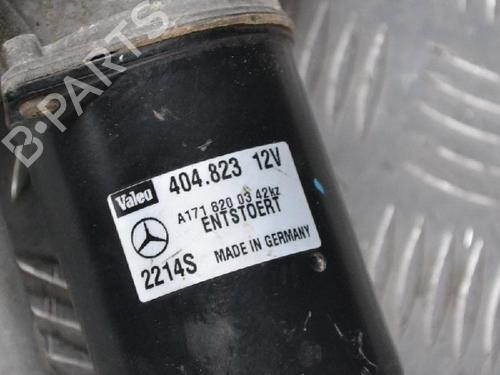 B-PARTS
Valeo 404.823 12V
A171 820 03 42kz
ENTSTOERT
2214S MADE IN GERMANY